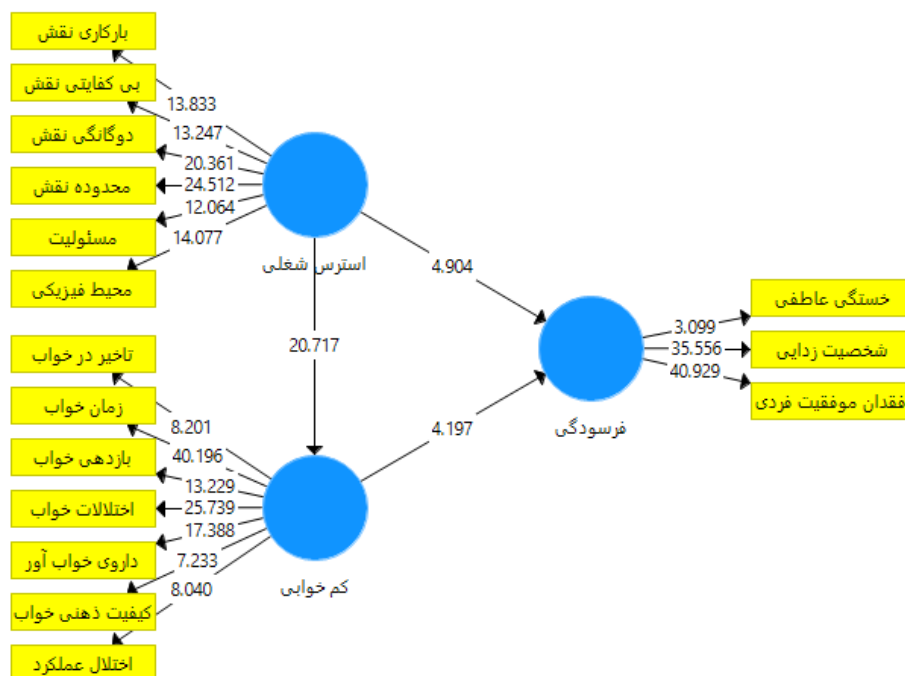 بارکاری نقش
بی کفایتی نقش
دوگانگی نقش
محدوده نقش
مسئولیت
محیط فیزیکی
13.833
13.247
20.361
24.512
12.064
14.077
استرس شغلی
4.904
20.717
تاخیر در خواب
زمان خواب
بازدهی خواب
اختلالات خواب
داروی خواب آور
کیفیت ذهنی خواب
اختلال عملکرد
8.201
40.196
13.229
25.739
17.388
7.233
8.040
کم خوابی
4.197
فرسودگی
3.099
35.556
40.929
خستگی عاطفی
شخصیت زدایی
فقدان موفقیت فردی